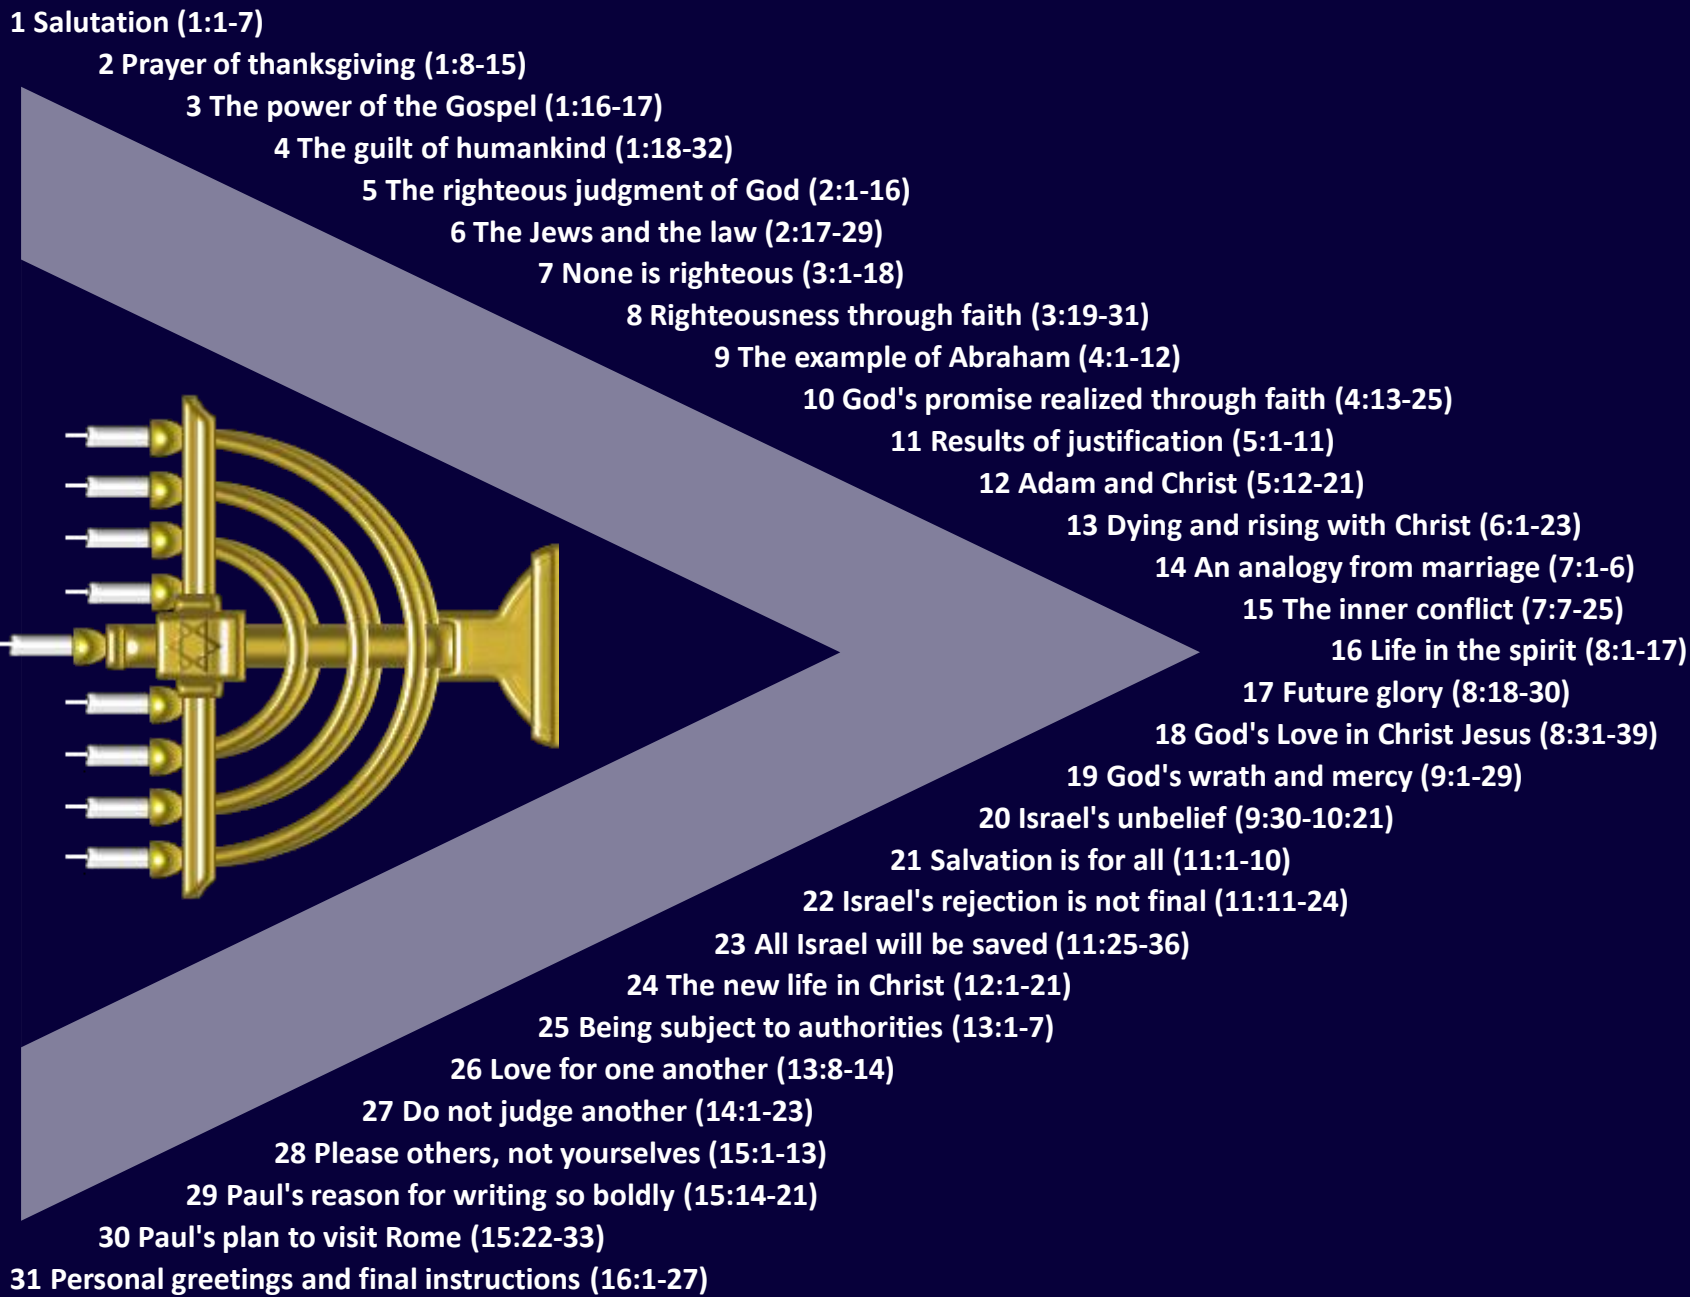 1 Salutation (1:1-7)
2 Prayer of thanksgiving (1:8-15)
3 The power of the Gospel (1:16-17)
4 The guilt of humankind (1:18-32)
5 The righteous judgment of God (2:1-16)
6 The Jews and the law (2:17-29)
7 None is righteous (3:1-18)
8 Righteousness through faith (3:19-31)
9 The example of Abraham (4:1-12)
10 God's promise realized through faith (4:13-25)
11 Results of justification (5:1-11)
12 Adam and Christ (5:12-21)
13 Dying and rising with Christ (6:1-23)
14 An analogy from marriage (7:1-6)
15 The inner conflict (7:7-25)
16 Life in the spirit (8:1-17)
17 Future glory (8:18-30)
18 God's Love in Christ Jesus (8:31-39)
19 God's wrath and mercy (9:1-29)
20 Israel's unbelief (9:30-10:21)
21 Salvation is for all (11:1-10)
22 Israel's rejection is not final (11:11-24)
23 All Israel will be saved (11:25-36)
24 The new life in Christ (12:1-21)
25 Being subject to authorities (13:1-7)
26 Love for one another (13:8-14)
27 Do not judge another (14:1-23)
28 Please others, not yourselves (15:1-13)
29 Paul's reason for writing so boldly (15:14-21)
30 Paul's plan to visit Rome (15:22-33)
31 Personal greetings and final instructions (16:1-27)